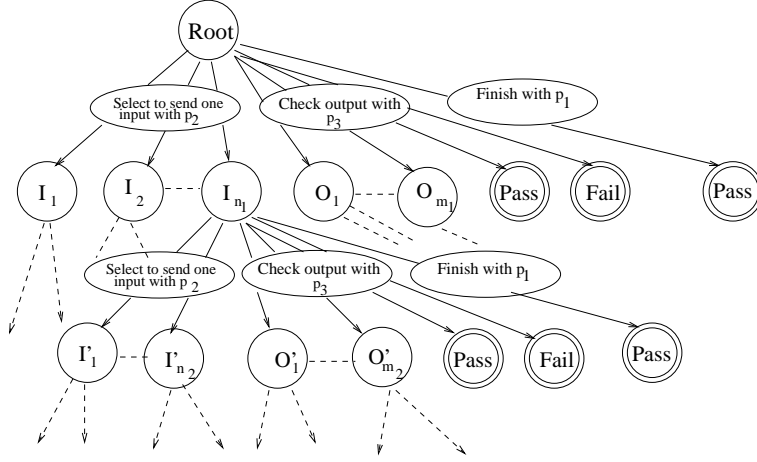 Root
Select to send one
input with p2
Check output with
p3
Finish with p1
I1
I2
In1
O1
Om1
Pass
Fail
Pass
Select to send one
input with p2
Check output with
p3
Finish with p1
I'1
I'n2
O'1
O'm2
Pass
Fail
Pass